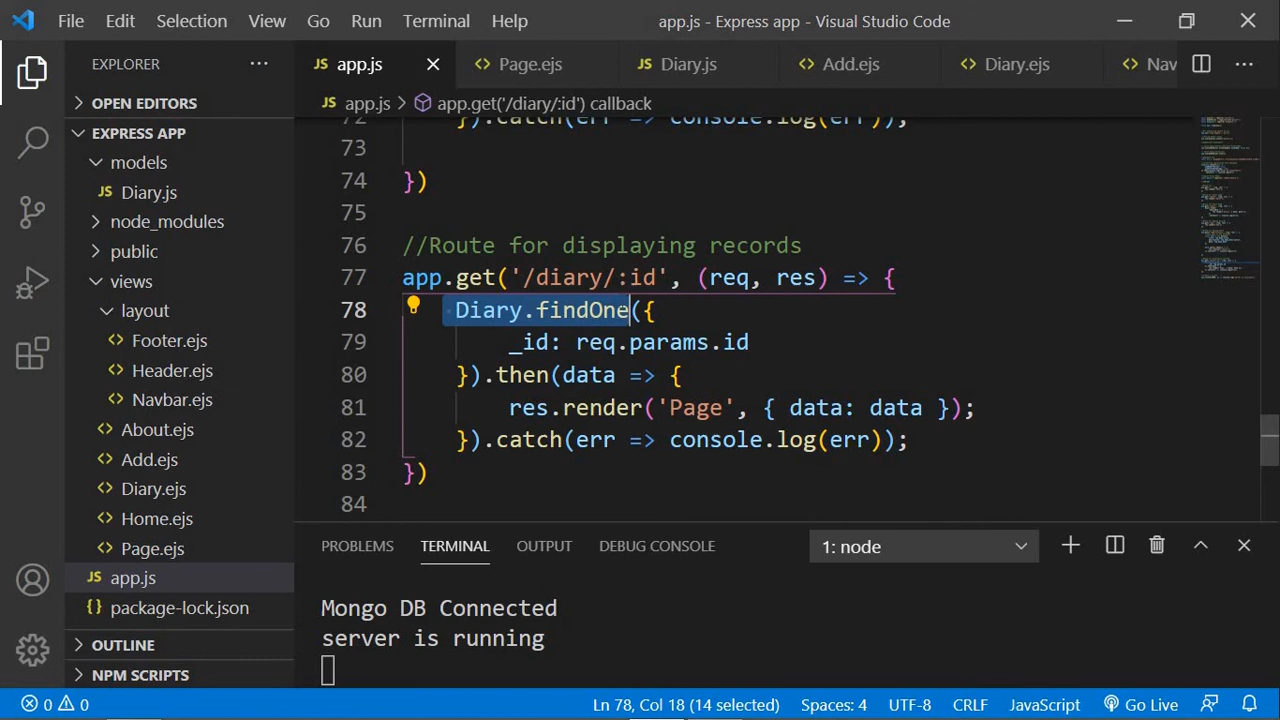 File Edit Selection View Go Run Terminal Help app.js - Express app - Visual Studio Code
EXPLORER
OPEN EDITORS
EXPRESS APP
models
Diary.js
node_modules
public
views
layout
Footer.ejs
Header.ejs
Navbar.ejs
About.ejs
Add.ejs
Diary.ejs
Home.ejs
Page.ejs
app.js
package-lock.json
OUTLINE
NPM SCRIPTS
app.js Page.ejs Diary.js Add.ejs Diary.ejs Nav
app.js > app.get('/diary/:id') callback
72 }).catch(err => console.log(err));
73
74 })
75
76 //Route for displaying records
77 app.get('/diary/:id', (req, res) => {
78 Diary.findOne({
79 _id: req.params.id
80 }).then(data => {
81 res.render('Page', { data: data });
82 }).catch(err => console.log(err));
83 })
84
PROBLEMS TERMINAL OUTPUT DEBUG CONSOLE 1: node
Mongo DB Connected
server is running
0 0 Ln 78, Col 18 (14 selected) Spaces: 4 UTF-8 CRLF JavaScript Go Live